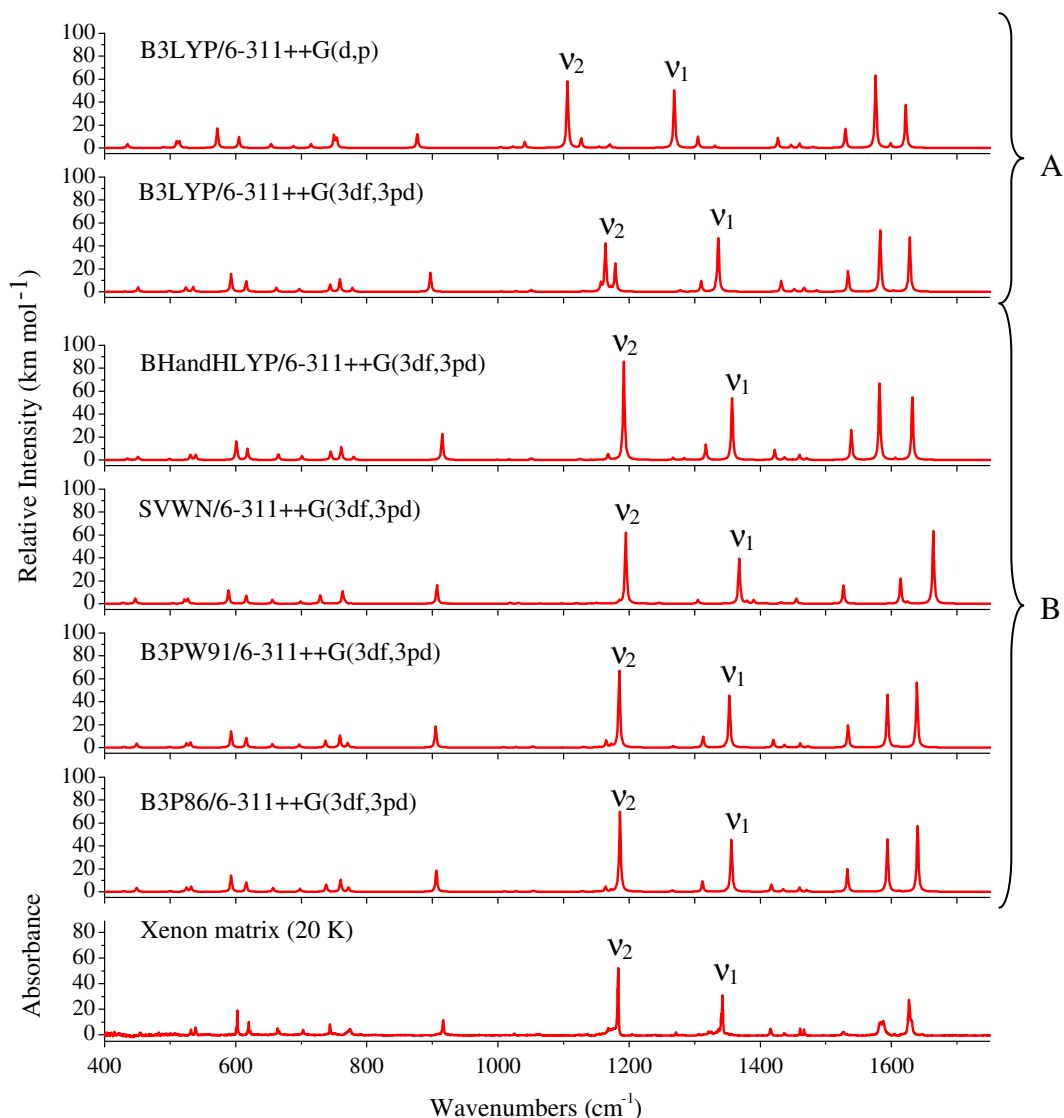 B3LYP/6-311++G(d,p)
100
80
60
40
20
0
ν2
ν1
B3LYP/6-311++G(3df,3pd)
100
80
60
40
20
0
ν2
ν1
A
BHandHLYP/6-311++G(3df,3pd)
100
80
60
40
20
0
ν2
ν1
SVWN/6-311++G(3df,3pd)
100
80
60
40
20
0
ν2
ν1
B3PW91/6-311++G(3df,3pd)
100
80
60
40
20
0
ν2
ν1
B3P86/6-311++G(3df,3pd)
100
80
60
40
20
0
ν2
ν1
B
Relative Intensity (km mol⁻¹)
Xenon matrix (20 K)
80
60
40
20
0
ν2
ν1
Absorbance
400 600 800 1000 1200 1400 1600
Wavenumbers (cm⁻¹)